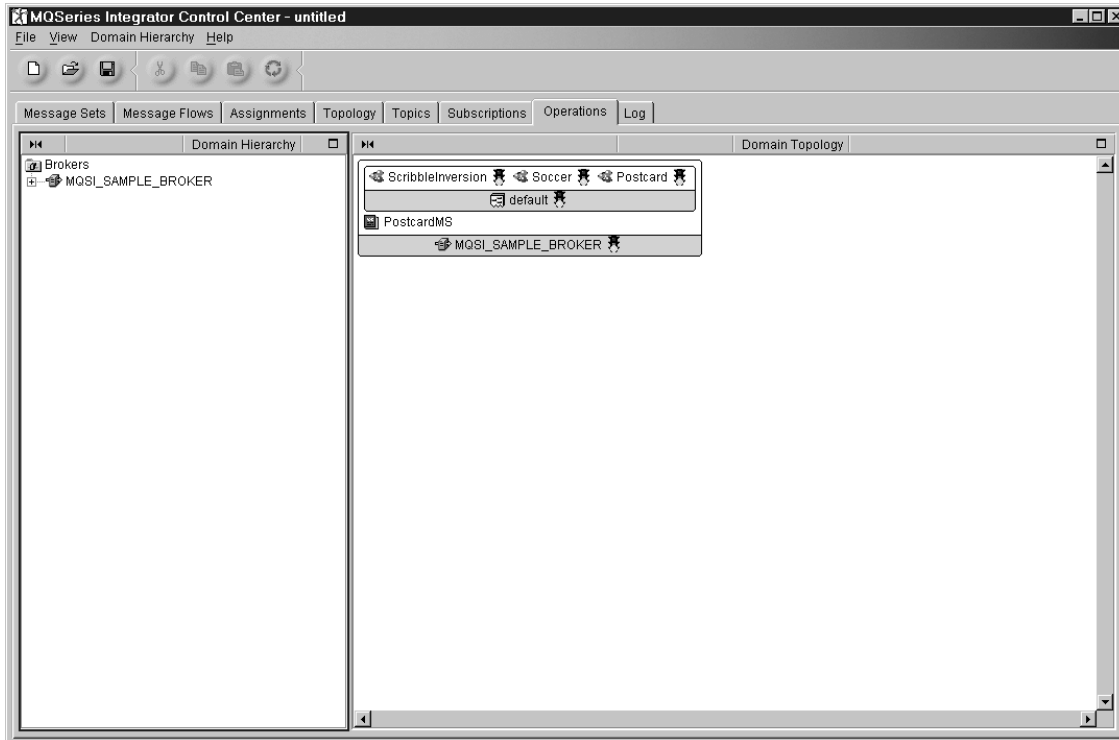 MQSeries Integrator Control Center - untitled
File View Domain Hierarchy Help
Message Sets Message Flows Assignments Topology Topics Subscriptions Operations Log
Domain Hierarchy
Brokers
MQSI_SAMPLE_BROKER
Domain Topology
ScribbleInversion Soccer Postcard
default
PostcardMS
MQSI_SAMPLE_BROKER